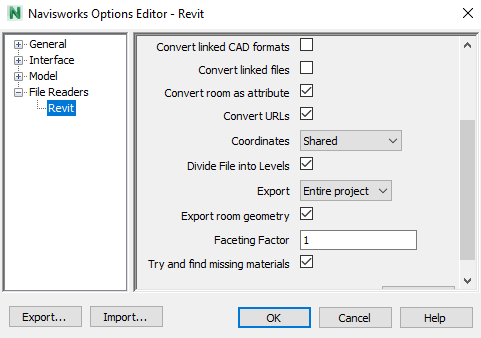 Navisworks Options Editor - Revit
General
Interface
Model
File Readers
Revit
Convert linked CAD formats
Convert linked files
Convert room as attribute
Convert URLs
Coordinates Shared
Divide File into Levels
Export Entire project
Export room geometry
Faceting Factor 1
Try and find missing materials
Export... Import... OK Cancel Help